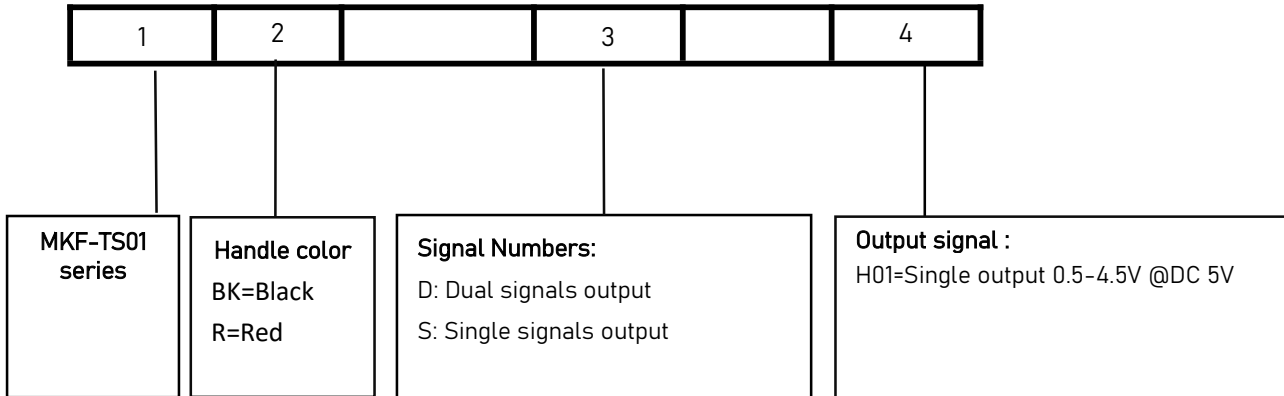 1 2 3 4
MKF-TS01
series
Handle color
BK=Black
R=Red
Signal Numbers:
D: Dual signals output
S: Single signals output
Output signal :
H01=Single output 0.5-4.5V @DC 5V